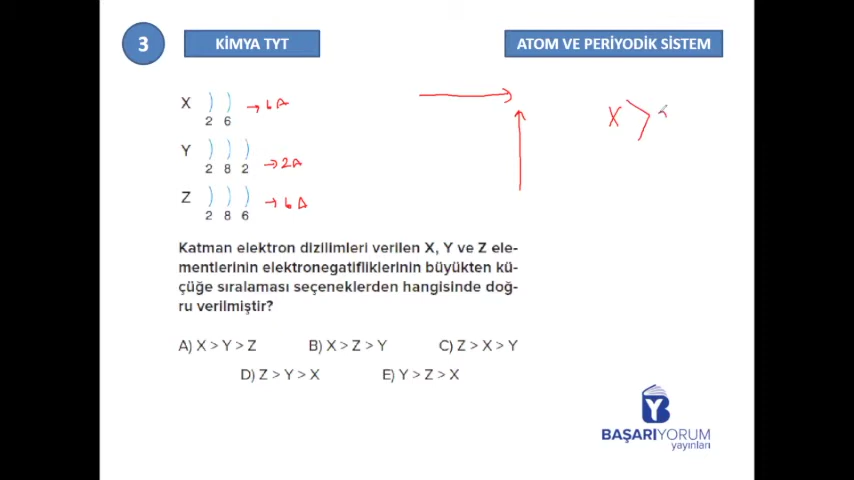 3
KİMYA TYT
ATOM VE PERİYODİK SİSTEM
X ) ) → 6A
2 6
Y ) ) ) → 2A
2 8 2
Z ) ) ) → 6A
2 8 6
X >
Katman elektron dizilimleri verilen X, Y ve Z ele-
mentlerinin elektronegatifliklerinin büyükten kü-
çüğe sıralaması seçeneklerden hangisinde doğ-
ru verilmiştir?
A) X > Y > Z B) X > Z > Y C) Z > X > Y
D) Z > Y > X E) Y > Z > X
BY
BAŞARIYORUM
yayınları